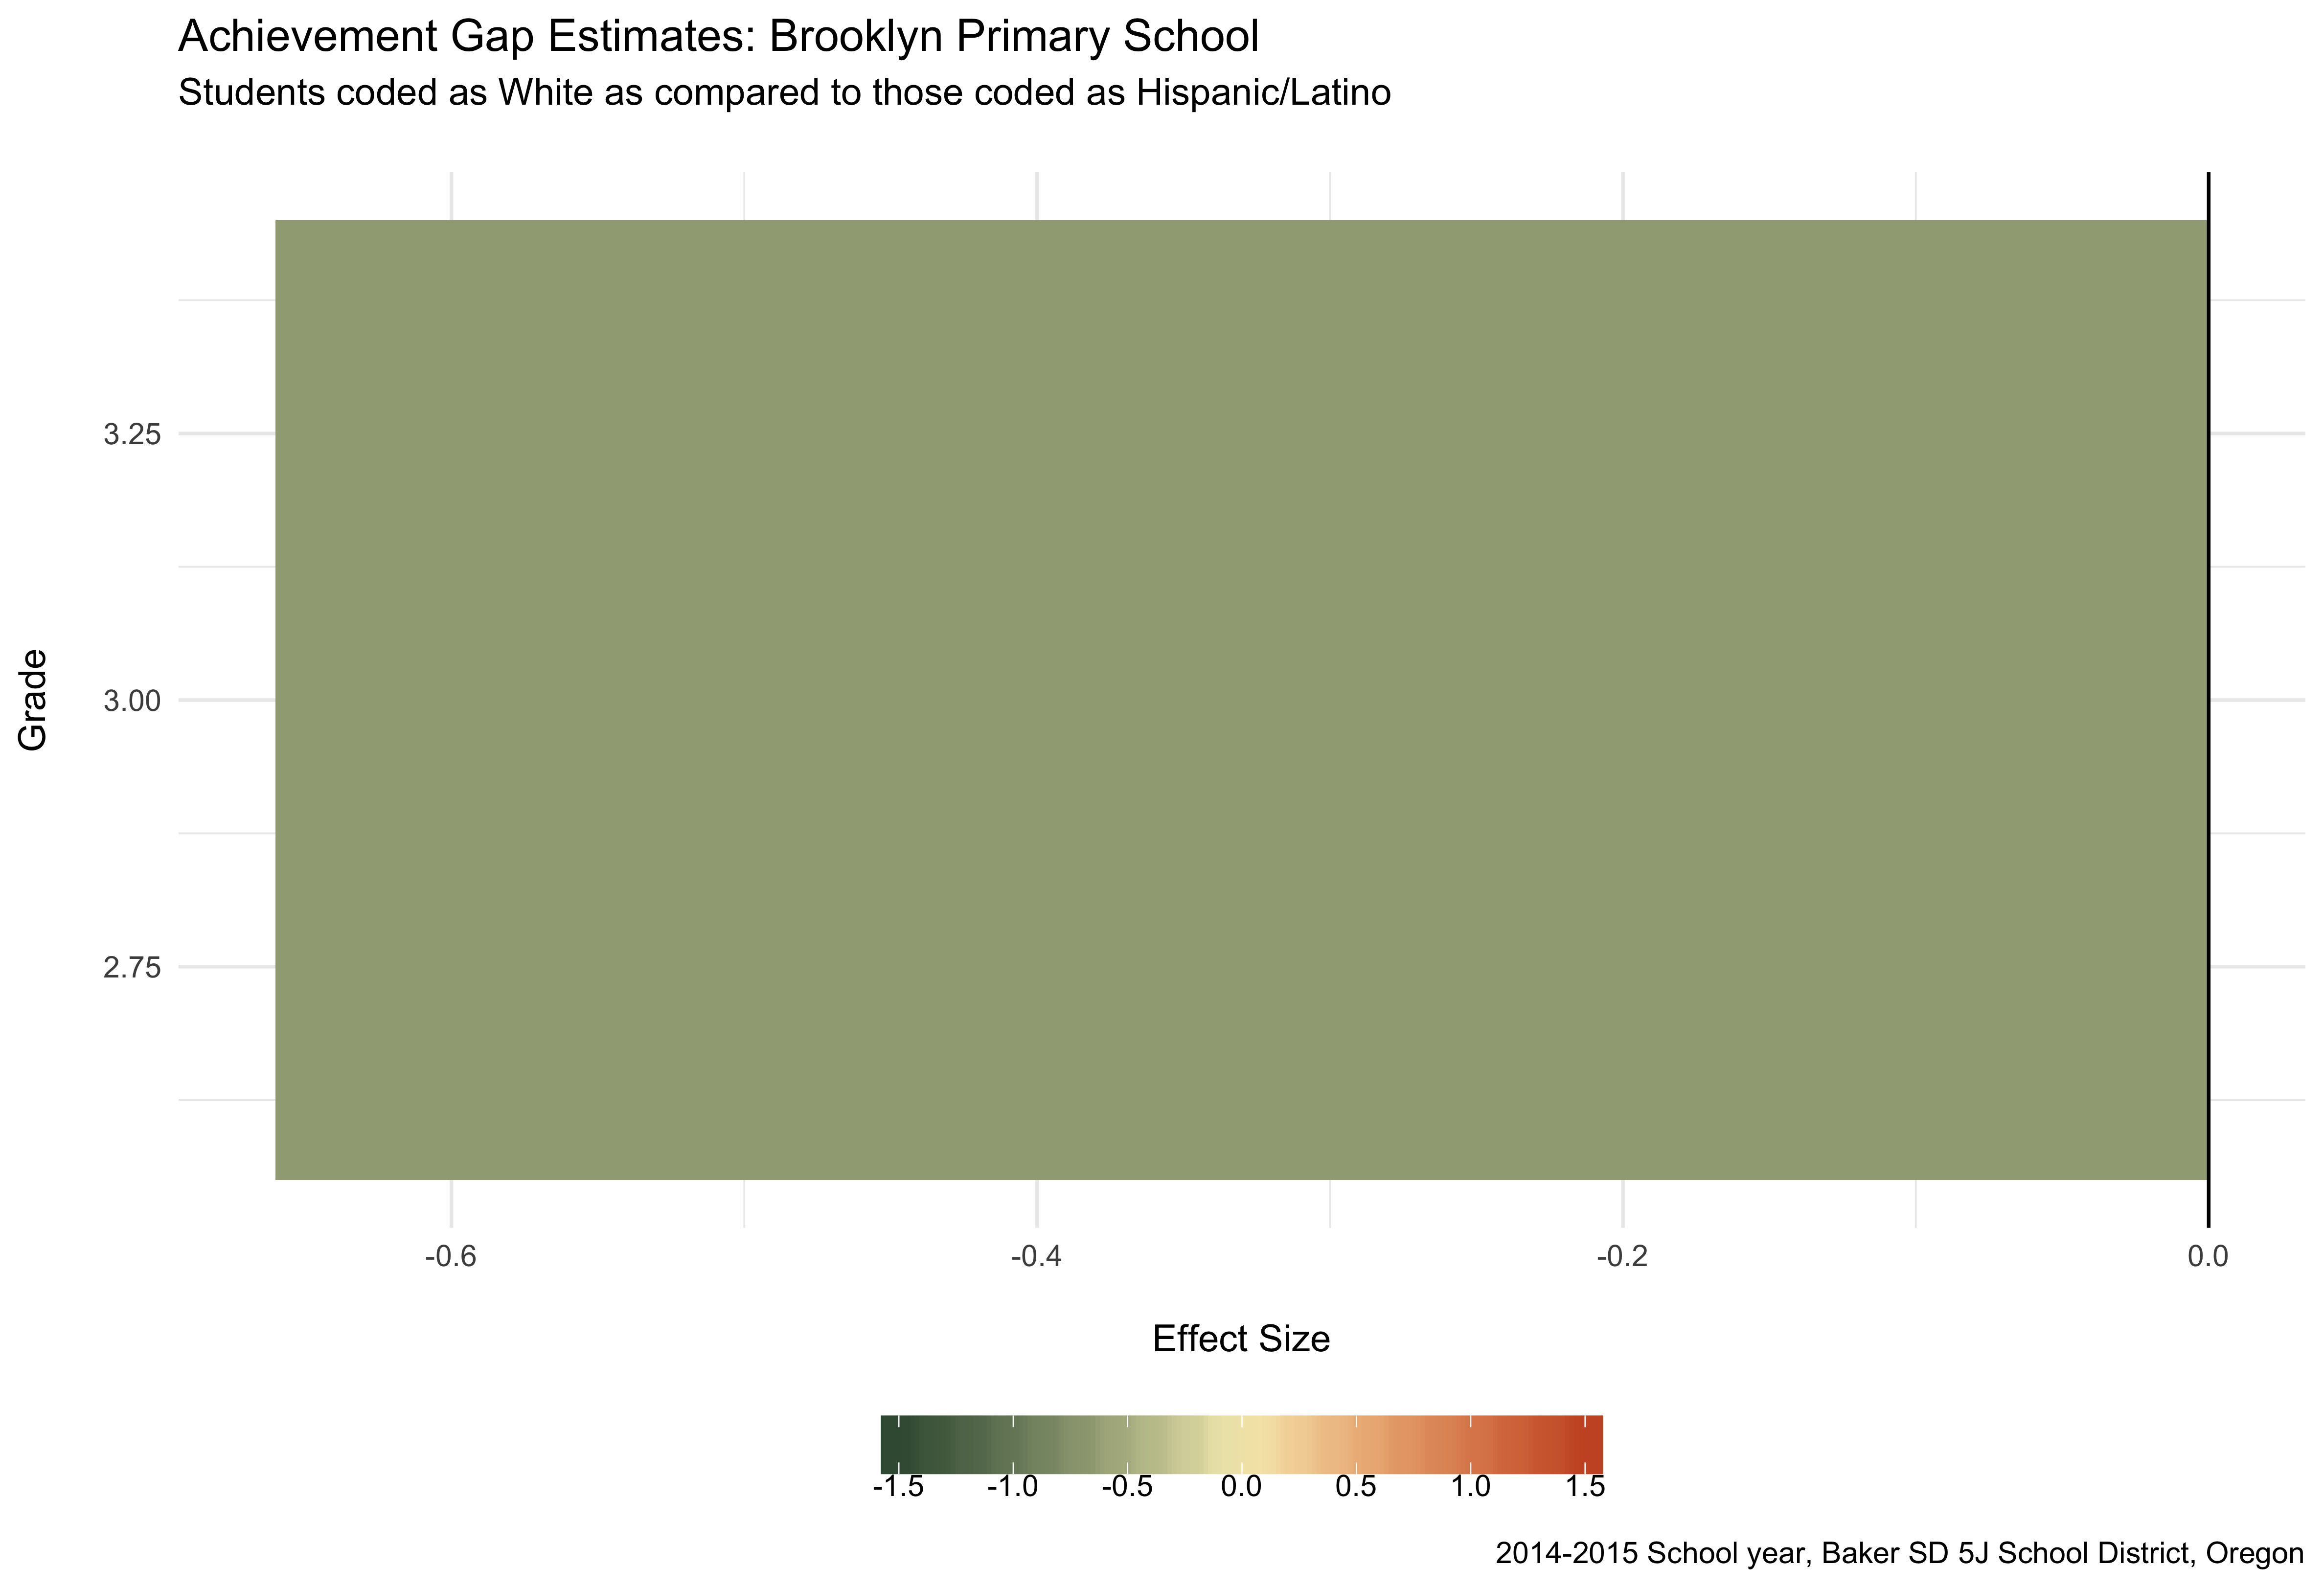 Achievement Gap Estimates: Brooklyn Primary School
Students coded as White as compared to those coded as Hispanic/Latino
Grade
3.25
3.00
2.75
-0.6 -0.4 -0.2 0.0
Effect Size
-1.5 -1.0 -0.5 0.0 0.5 1.0 1.5
2014-2015 School year, Baker SD 5J School District, Oregon